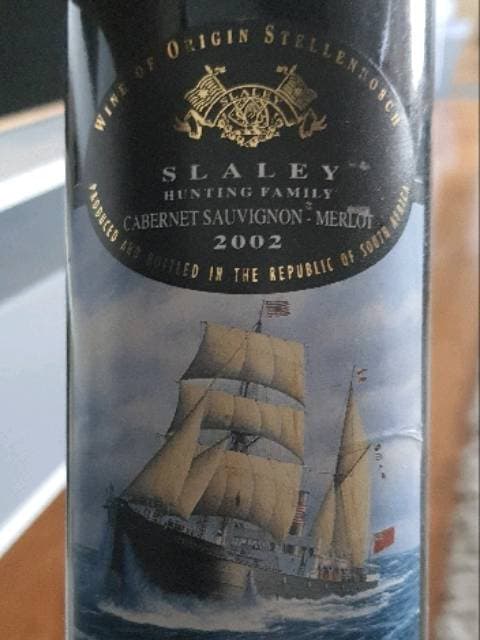 WINE OF ORIGIN STELLENBOSCH
SLALEY
SLALEY
HUNTING FAMILY
CABERNET SAUVIGNON - MERLOT
2002
PRODUCED AND BOTTLED IN THE REPUBLIC OF SOUTH AFRICA